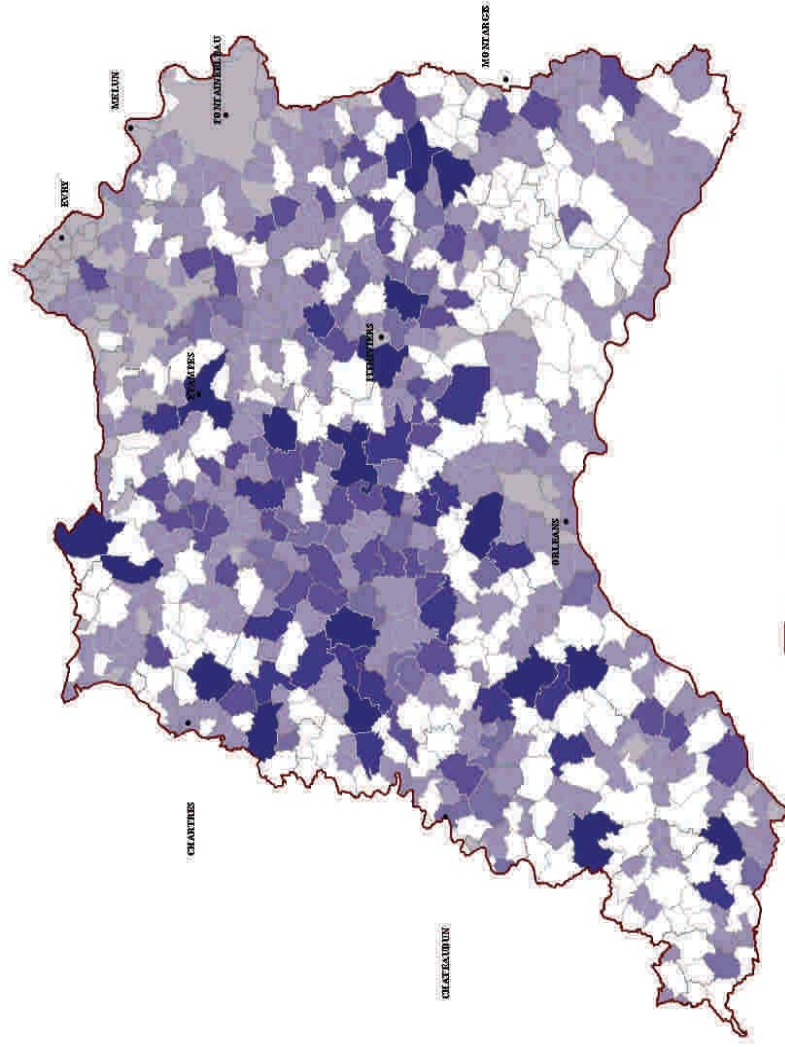 EVRY
MELUN
FONTAINEBLEAU
MONTARGIS
ETAMPES
PITHIVIERS
ORLEANS
CHARTRES
CHATEAUDUN